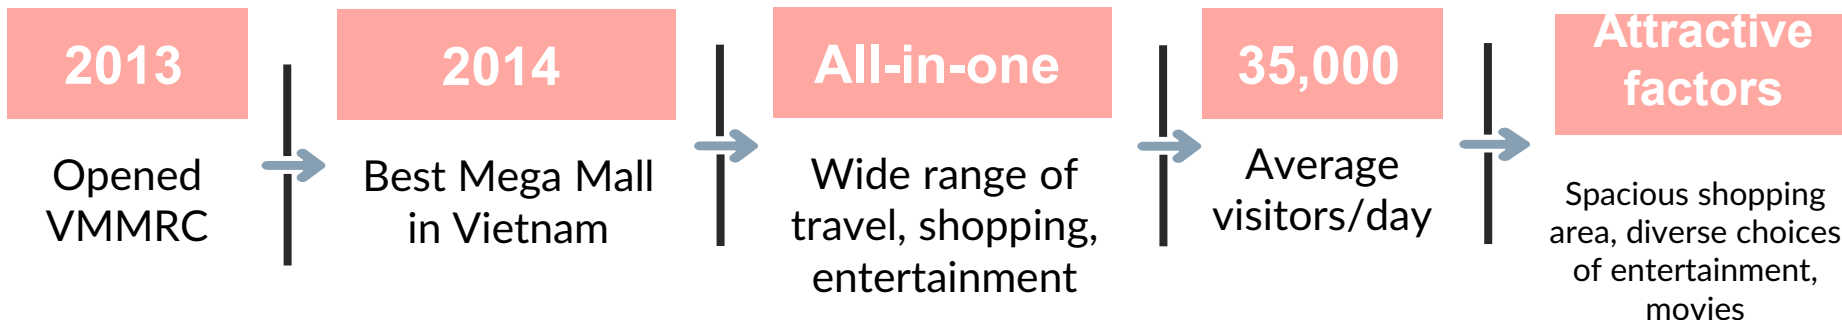 2013
Opened
VMMRC
2014
Best Mega Mall
in Vietnam
All-in-one
Wide range of
travel, shopping,
entertainment
35,000
Average
visitors/day
Attractive
factors
Spacious shopping
area, diverse choices
of entertainment,
movies